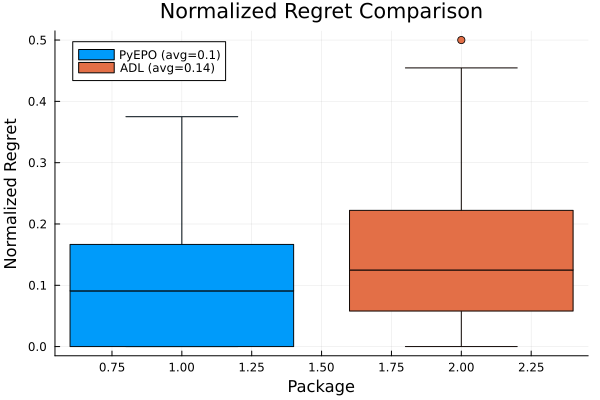 Normalized Regret Comparison
0.5
PyEPO (avg=0.1)
ADL (avg=0.14)
0.4
0.3
0.2
0.1
0.0
Normalized Regret
0.75 1.00 1.25 1.50 1.75 2.00 2.25
Package